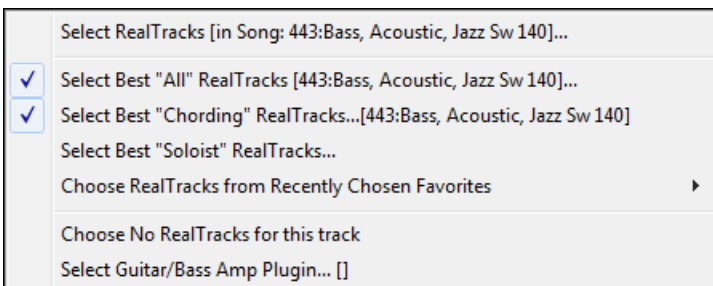 Select RealTracks [in Song: 443:Bass, Acoustic, Jazz Sw 140]...
Select Best "All" RealTracks [443:Bass, Acoustic, Jazz Sw 140]...
Select Best "Chording" RealTracks...[443:Bass, Acoustic, Jazz Sw 140]
Select Best "Soloist" RealTracks...
Choose RealTracks from Recently Chosen Favorites
Choose No RealTracks for this track
Select Guitar/Bass Amp Plugin... []